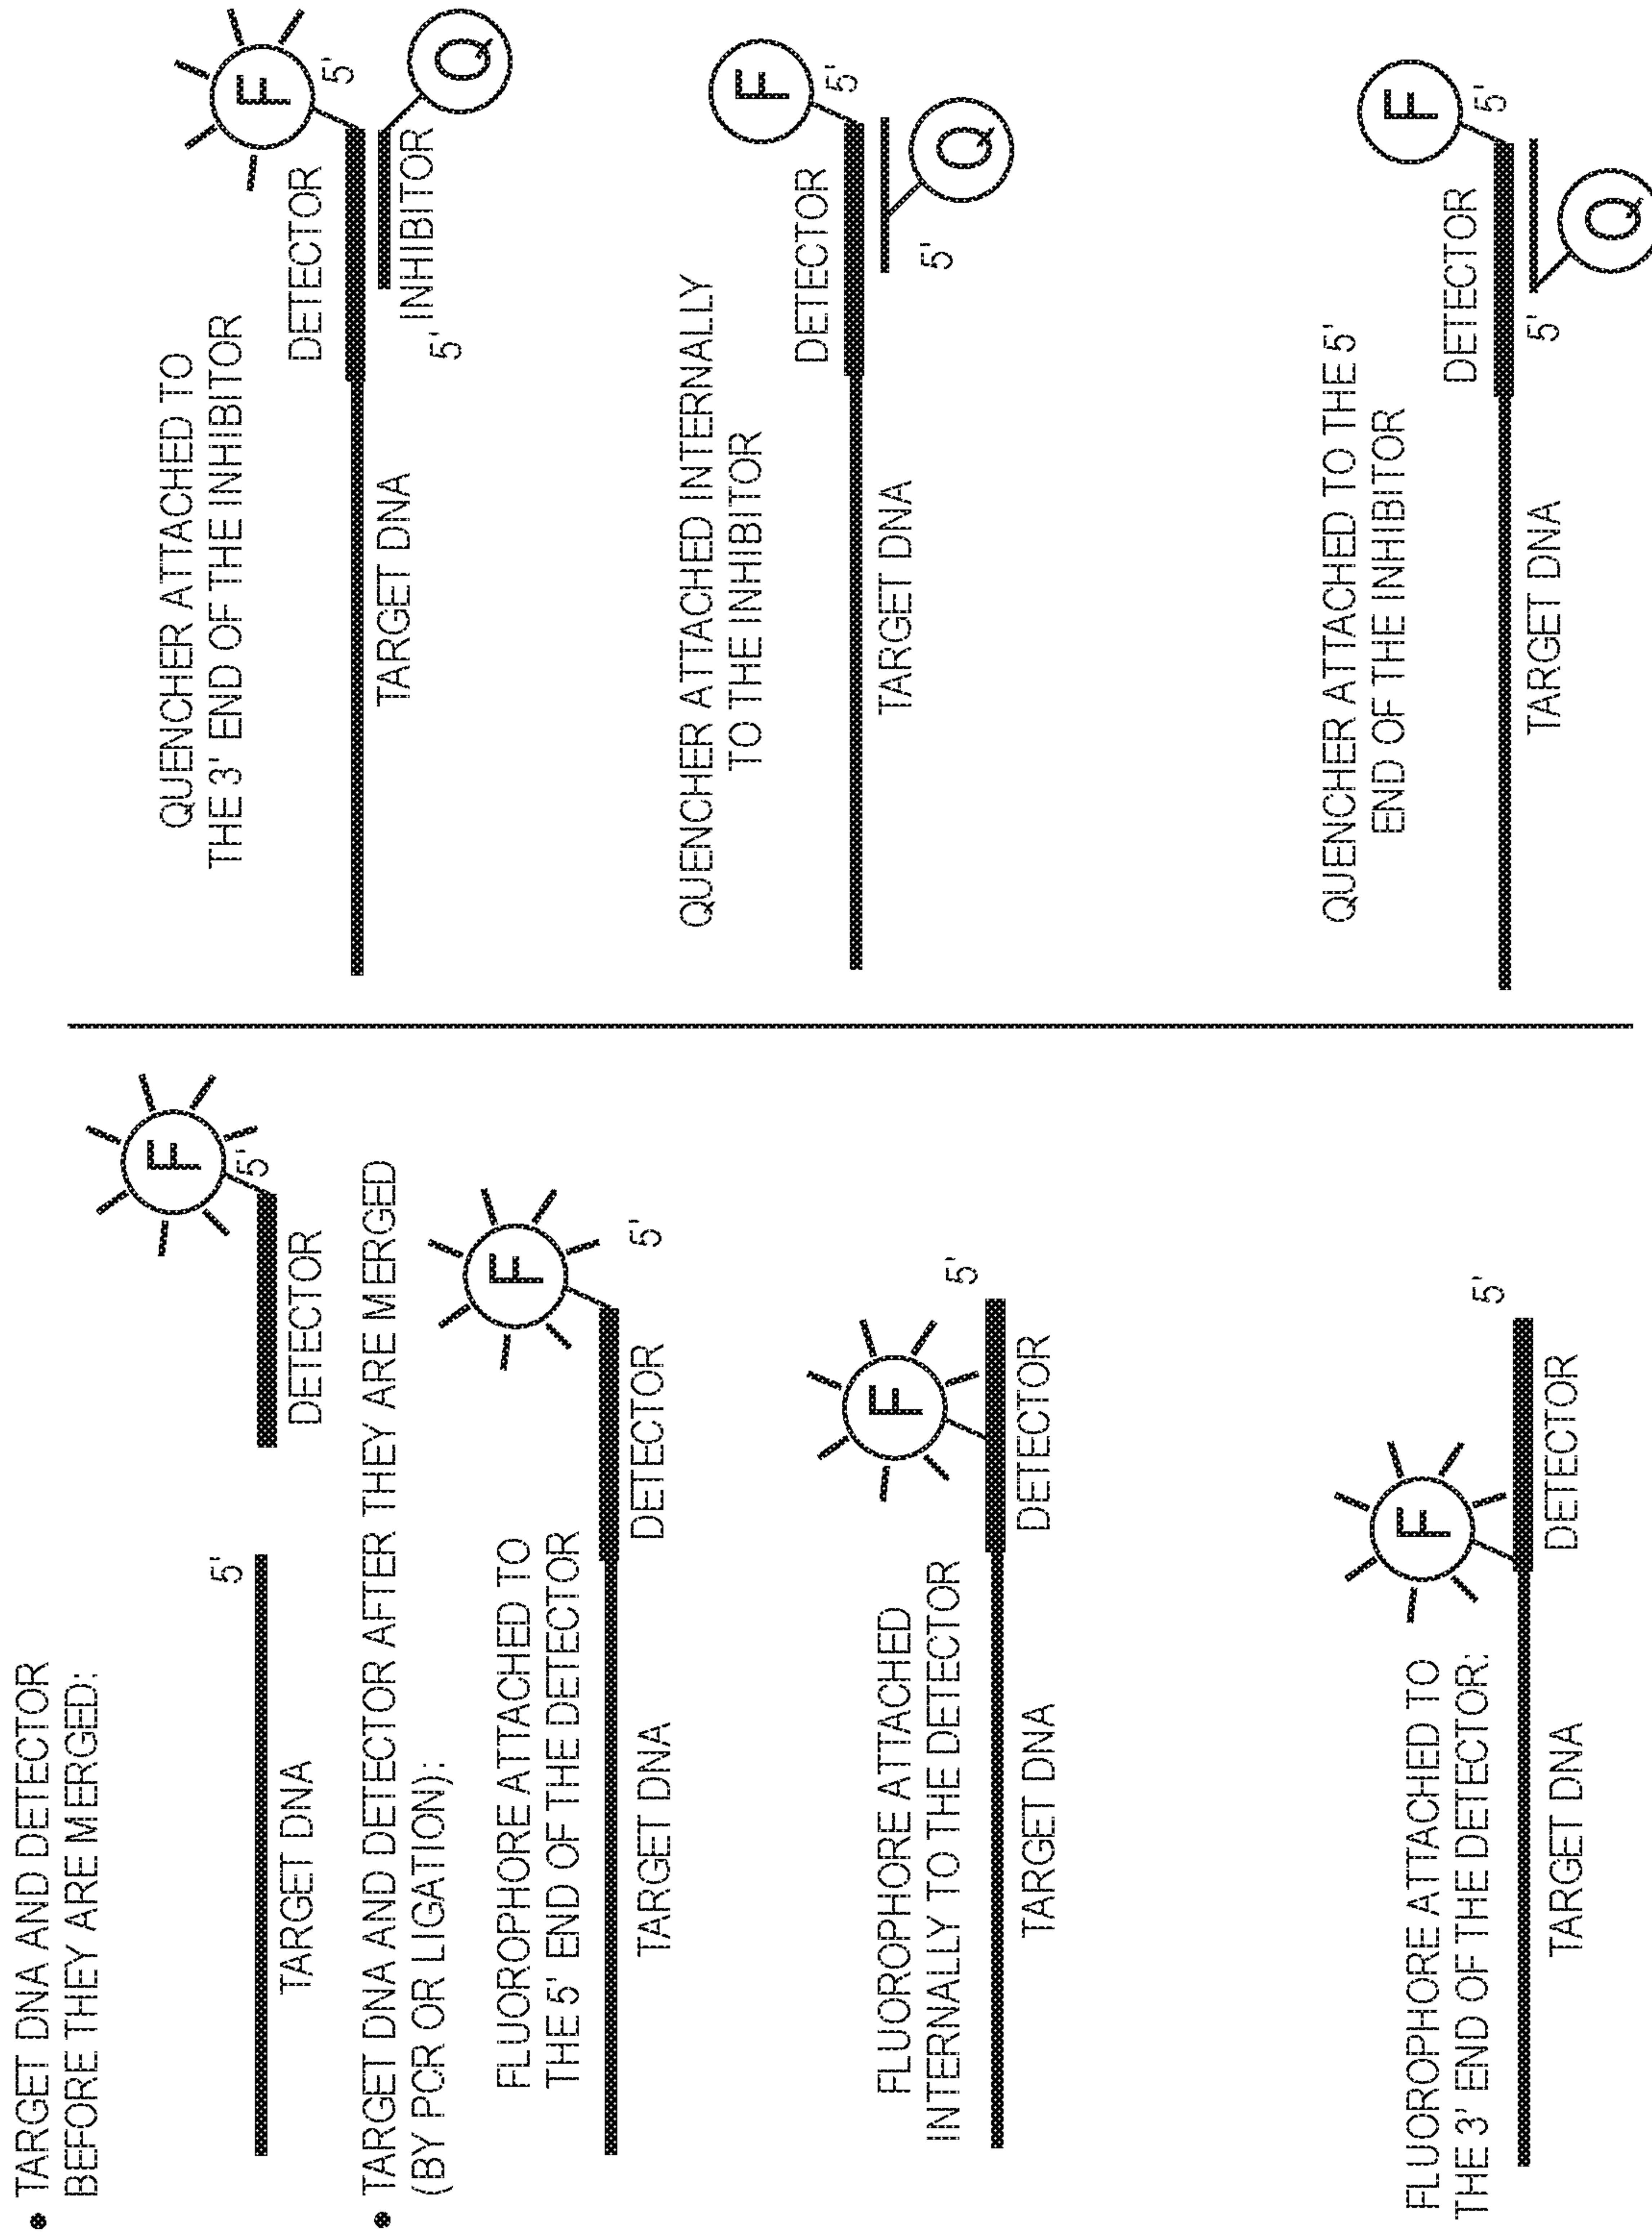 ● TARGET DNA AND DETECTOR
BEFORE THEY ARE MERGED:
5'
F
5'
TARGET DNA
DETECTOR
● TARGET DNA AND DETECTOR AFTER THEY ARE MERGED
(BY PCR OR LIGATION):
FLUOROPHORE ATTACHED TO
THE 5' END OF THE DETECTOR
F
5'
TARGET DNA
DETECTOR
FLUOROPHORE ATTACHED
INTERNALLY TO THE DETECTOR
F
5'
TARGET DNA
DETECTOR
FLUOROPHORE ATTACHED TO
THE 3' END OF THE DETECTOR:
F
5'
TARGET DNA
DETECTOR
QUENCHER ATTACHED TO
THE 3' END OF THE INHIBITOR
F
DETECTOR
5'
TARGET DNA
INHIBITOR
5'
Q
QUENCHER ATTACHED INTERNALLY
TO THE INHIBITOR
F
DETECTOR
5'
TARGET DNA
5'
Q
QUENCHER ATTACHED TO THE 5'
END OF THE INHIBITOR
F
DETECTOR
5'
TARGET DNA
5'
Q